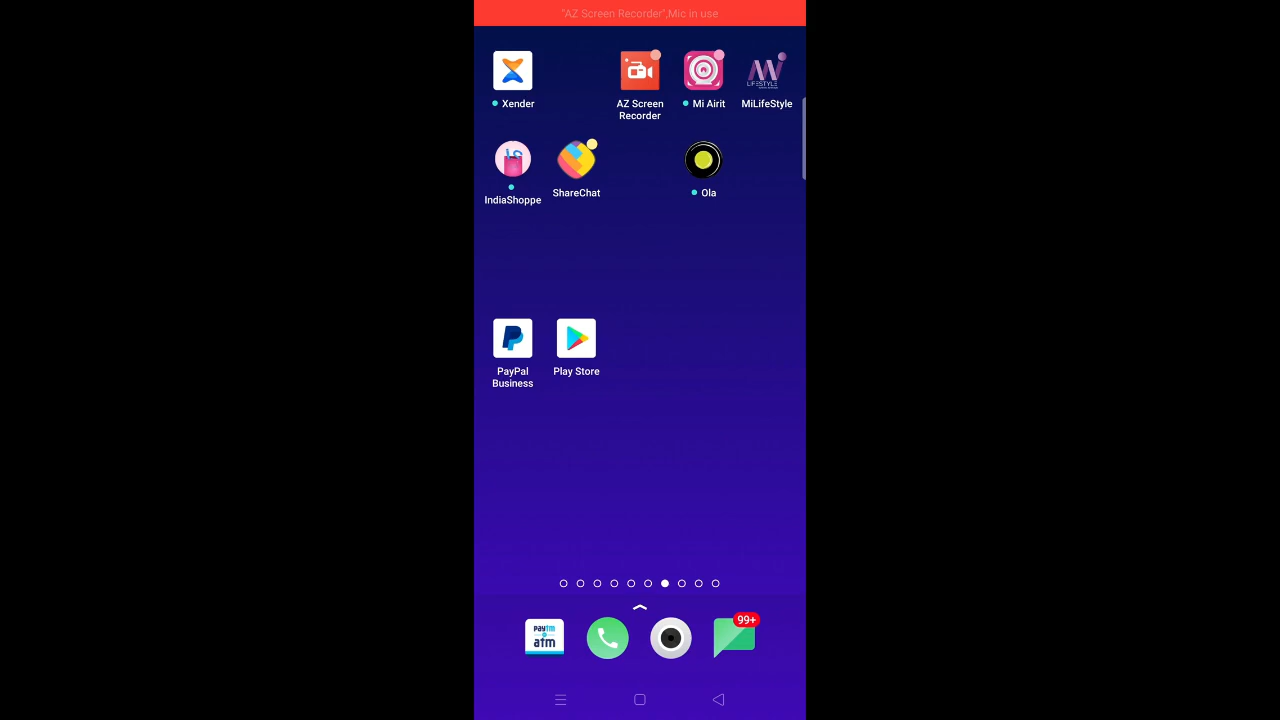 "AZ Screen Recorder",Mic in use
Xender
AZ Screen
Recorder
Mi Airit
LIFESTYLE
MiLifeStyle
IndiaShoppe
ShareChat
Ola
PayPal
Business
Play Store
99+
paytm
atm